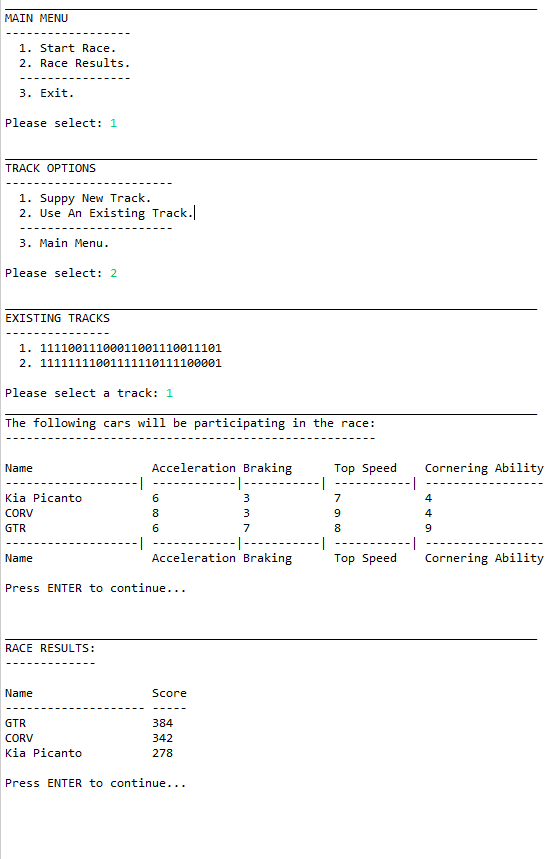 MAIN MENU
------------------
1. Start Race.
2. Race Results.
----------------
3. Exit.
Please select: 1
TRACK OPTIONS
------------------------
1. Suppy New Track.
2. Use An Existing Track.
----------------------
3. Main Menu.
Please select: 2
EXISTING TRACKS
---------------
1. 11110011100011001110011101
2. 11111111001111110111100001
Please select a track: 1
The following cars will be participating in the race:
-----------------------------------------------------
Name Acceleration Braking Top Speed Cornering Ability
-------------------| ------------|-----------| -----------| -----------------
Kia Picanto 6 3 7 4
CORV 8 3 9 4
GTR 6 7 8 9
-------------------| ------------|-----------| -----------| -----------------
Name Acceleration Braking Top Speed Cornering Ability
Press ENTER to continue...
RACE RESULTS:
-------------
Name Score
-------------------- -----
GTR 384
CORV 342
Kia Picanto 278
Press ENTER to continue...